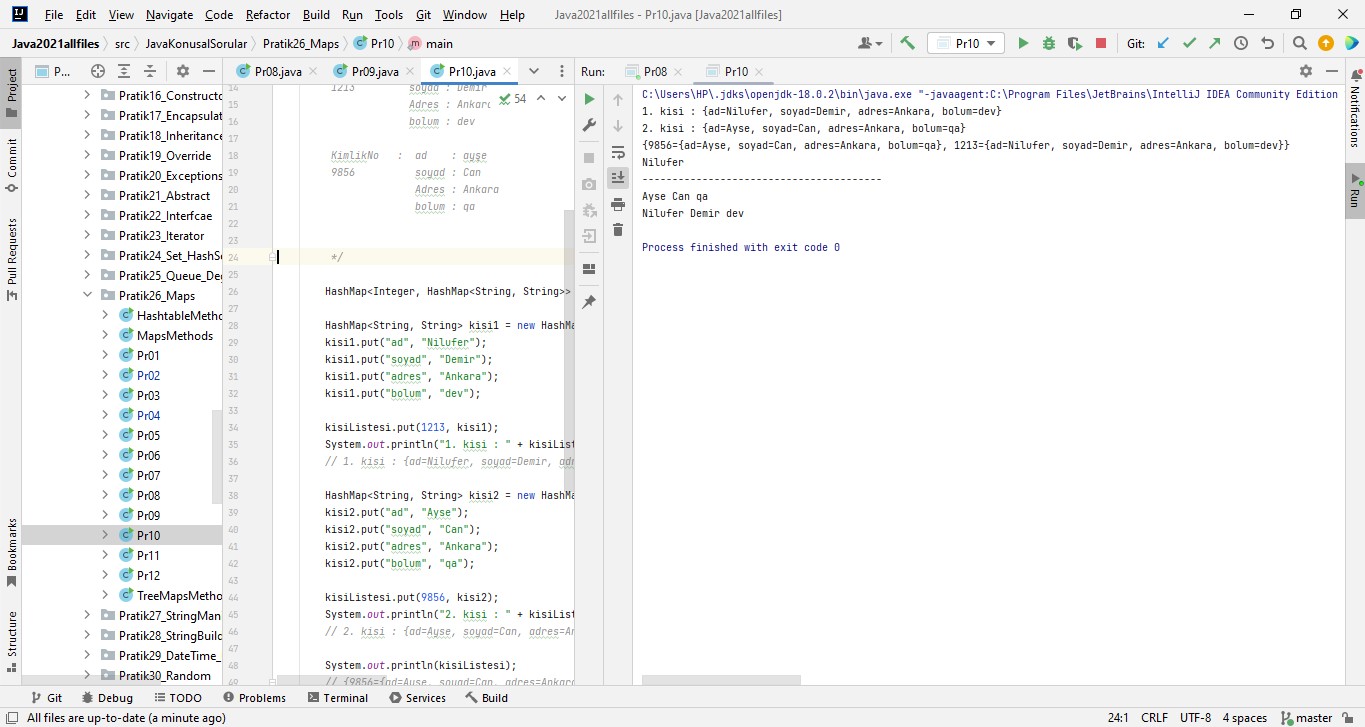 File Edit View Navigate Code Refactor Build Run Tools Git Window Help Java2021allfiles - Pr10.java [Java2021allfiles]
Java2021allfiles src JavaKonusalSorular Pratik26_Maps Pr10 main Pr10 Git:
P... Pr08.java Pr09.java Pr10.java Run: Pr08 Pr10
Project
Commit
Pull Requests
Bookmarks
Structure
Pratik16_Constructo
Pratik17_Encapsulat
Pratik18_Inheritance
Pratik19_Override
Pratik20_Exceptions
Pratik21_Abstract
Pratik22_Interfcae
Pratik23_Iterator
Pratik24_Set_HashSe
Pratik25_Queue_Deq
Pratik26_Maps
HashtableMethod
MapsMethods
Pr01
Pr02
Pr03
Pr04
Pr05
Pr06
Pr07
Pr08
Pr09
Pr10
Pr11
Pr12
TreeMapsMetho
Pratik27_StringMan
Pratik28_StringBuild
Pratik29_DateTime_
Pratik30_Random
54
14 1213 soyad : Demir
15 Adres : Ankara
16 bolum : dev
17
18 KimlikNo : ad : ayşe
19 9856 soyad : Can
20 Adres : Ankara
21 bolum : qa
22
23
24 */
25
26 HashMap<Integer, HashMap<String, String>>
27
28 HashMap<String, String> kisi1 = new HashMa
29 kisi1.put("ad", "Nilufer");
30 kisi1.put("soyad", "Demir");
31 kisi1.put("adres", "Ankara");
32 kisi1.put("bolum", "dev");
33
34 kisiListesi.put(1213, kisi1);
35 System.out.println("1. kisi : " + kisiList
36 // 1. kisi : {ad=Nilufer, soyad=Demir, adr
37
38 HashMap<String, String> kisi2 = new HashMa
39 kisi2.put("ad", "Ayse");
40 kisi2.put("soyad", "Can");
41 kisi2.put("adres", "Ankara");
42 kisi2.put("bolum", "qa");
43
44 kisiListesi.put(9856, kisi2);
45 System.out.println("2. kisi : " + kisiList
46 // 2. kisi : {ad=Ayse, soyad=Can, adres=An
47
48 System.out.println(kisiListesi);
49 // {9856={ad=Ayse, soyad=Can, adres=Ankara
C:\Users\HP\.jdks\openjdk-18.0.2\bin\java.exe "-javaagent:C:\Program Files\JetBrains\IntelliJ IDEA Community Edition
1. kisi : {ad=Nilufer, soyad=Demir, adres=Ankara, bolum=dev}
2. kisi : {ad=Ayse, soyad=Can, adres=Ankara, bolum=qa}
{9856={ad=Ayse, soyad=Can, adres=Ankara, bolum=qa}, 1213={ad=Nilufer, soyad=Demir, adres=Ankara, bolum=dev}}
Nilufer
----------------------------------------
Ayse Can qa
Nilufer Demir dev
Process finished with exit code 0
Notifications
Run
Git Debug TODO Problems Terminal Services Build
All files are up-to-date (a minute ago) 24:1 CRLF UTF-8 4 spaces master